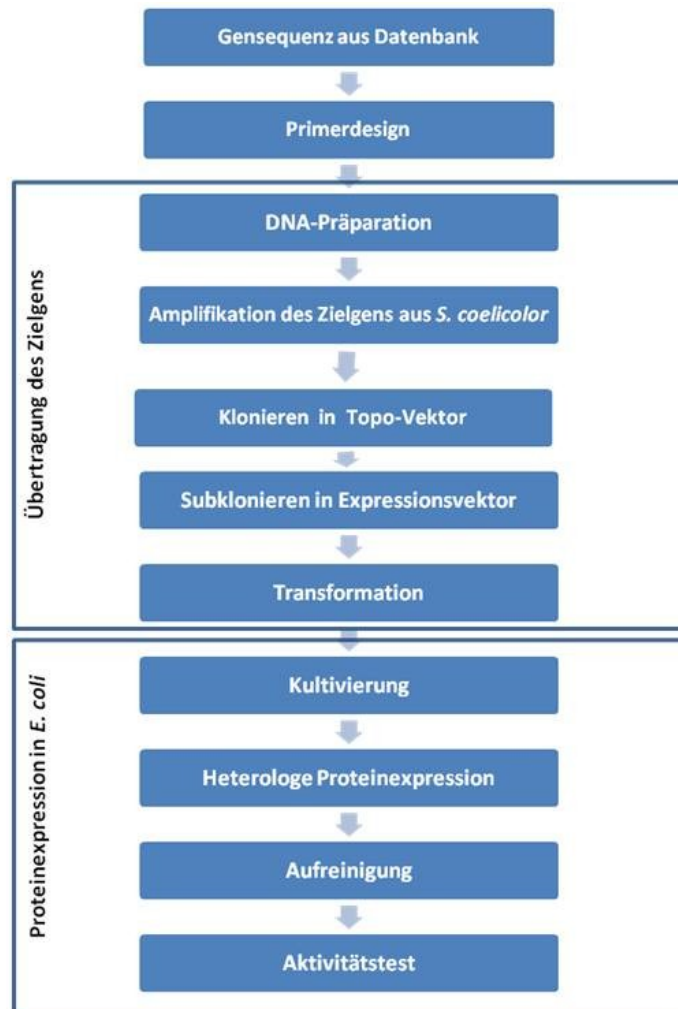 Gensequenz aus Datenbank
Primerdesign
Übertragung des Zielgens
DNA-Präparation
Amplifikation des Zielgens aus S. coelicolor
Klonieren in Topo-Vektor
Subklonieren in Expressionsvektor
Transformation
Proteinexpression in E. coli
Kultivierung
Heterologe Proteinexpression
Aufreinigung
Aktivitätstest